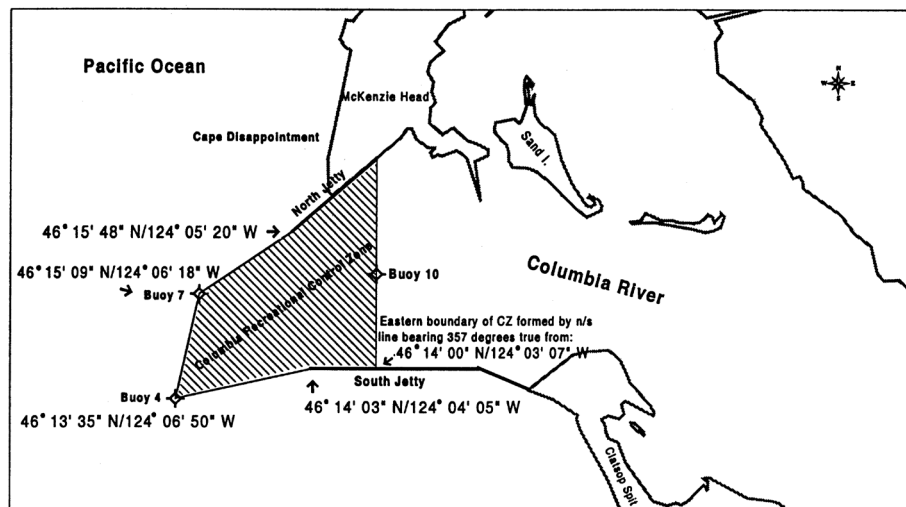 Pacific Ocean
N
W E
S
McKenzie Head
Cape Disappointment
Sand I.
North Jetty
46° 15' 48" N/124° 05' 20" W
46° 15' 09" N/124° 06' 18" W
Buoy 7
Columbia Recreational Control Zone
Buoy 10
Columbia River
Eastern boundary of CZ formed by n/s
line bearing 357 degrees true from:
46° 14' 00" N/124° 03' 07" W
South Jetty
Buoy 4
46° 13' 35" N/124° 06' 50" W
46° 14' 03" N/124° 04' 05" W
Clatsop Spit